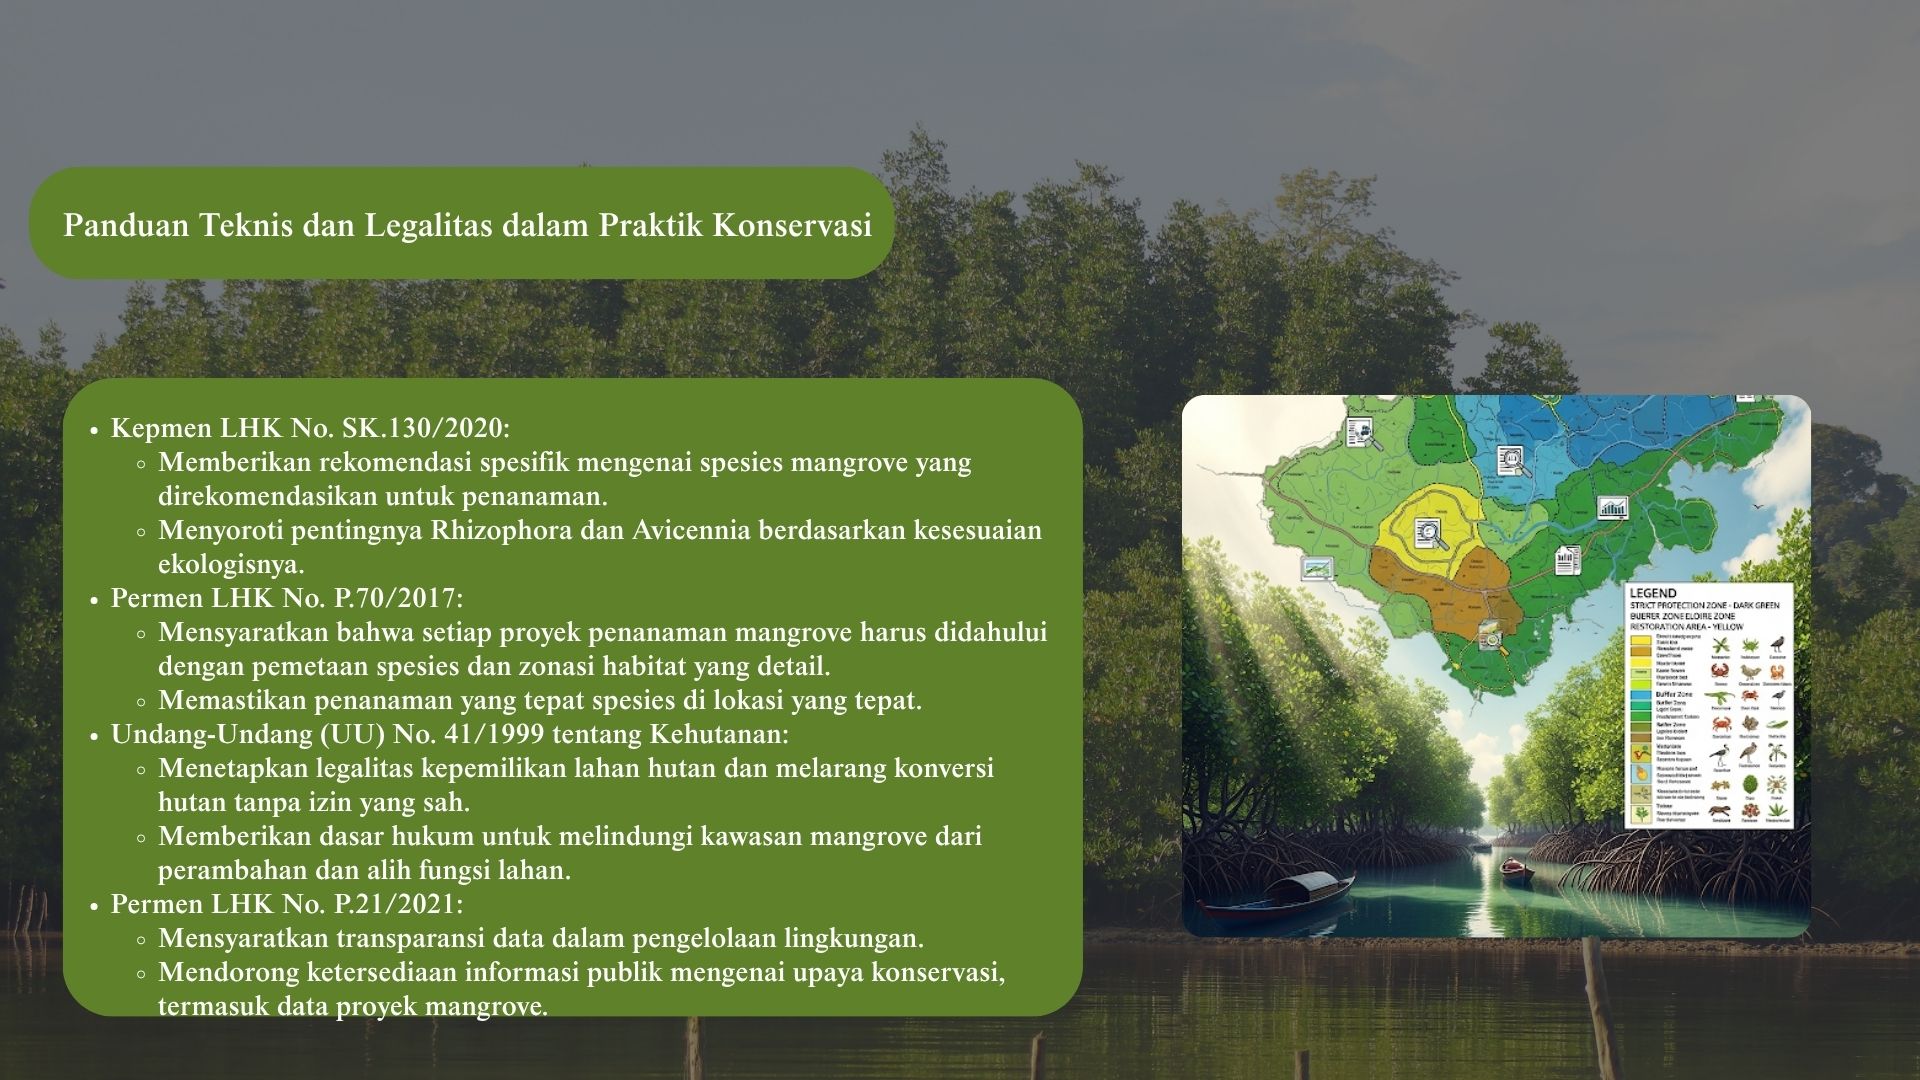 Panduan Teknis dan Legalitas dalam Praktik Konservasi
• Kepmen LHK No. SK.130/2020:
◦ Memberikan rekomendasi spesifik mengenai spesies mangrove yang
direkomendasikan untuk penanaman.
◦ Menyoroti pentingnya Rhizophora dan Avicennia berdasarkan kesesuaian
ekologisnya.
• Permen LHK No. P.70/2017:
◦ Mensyaratkan bahwa setiap proyek penanaman mangrove harus didahului
dengan pemetaan spesies dan zonasi habitat yang detail.
◦ Memastikan penanaman yang tepat spesies di lokasi yang tepat.
• Undang-Undang (UU) No. 41/1999 tentang Kehutanan:
◦ Menetapkan legalitas kepemilikan lahan hutan dan melarang konversi
hutan tanpa izin yang sah.
◦ Memberikan dasar hukum untuk melindungi kawasan mangrove dari
perambahan dan alih fungsi lahan.
• Permen LHK No. P.21/2021:
◦ Mensyaratkan transparansi data dalam pengelolaan lingkungan.
◦ Mendorong ketersediaan informasi publik mengenai upaya konservasi,
termasuk data proyek mangrove.
LEGEND
STRICT PROTECTION ZONE - DARK GREEN
BUERER ZONE ELOIRE ZONE
RESTORATION AREA - YELLOW
Buffar Zone